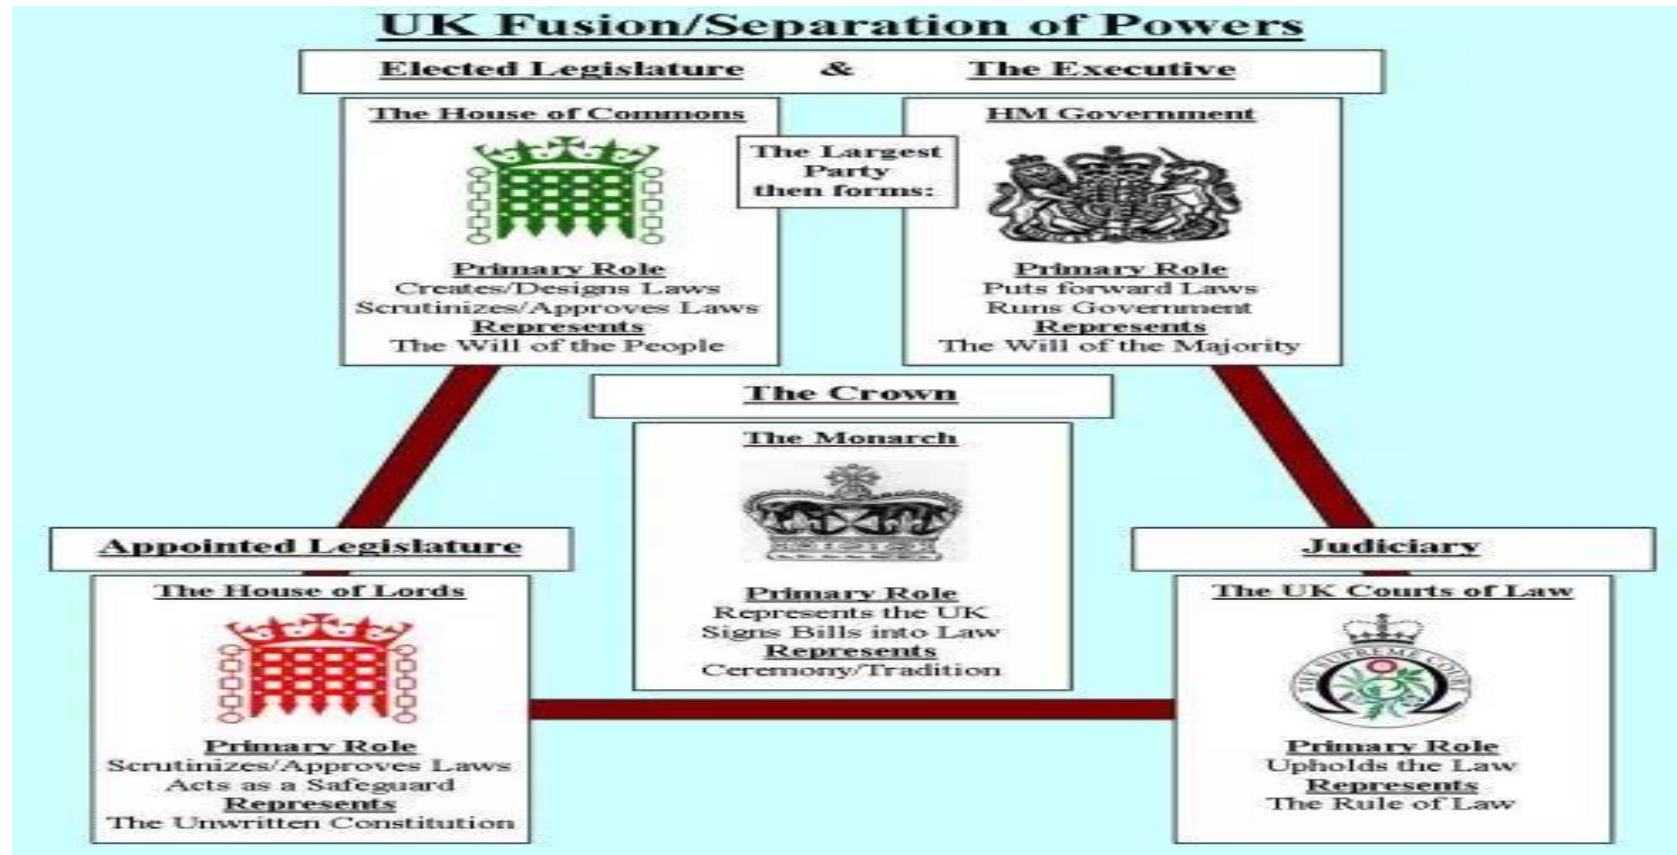 UK Fusion/Separation of Powers
Elected Legislature & The Executive
The House of Commons
Primary Role
Creates/Designs Laws
Scrutinizes/Approves Laws
Represents
The Will of the People
The Largest
Party
then forms:
HM Government
Primary Role
Puts forward Laws
Runs Government
Represents
The Will of the Majority
The Crown
The Monarch
Primary Role
Represents the UK
Signs Bills into Law
Represents
Ceremony/Tradition
Appointed Legislature
The House of Lords
Primary Role
Scrutinizes/Approves Laws
Acts as a Safeguard
Represents
The Unwritten Constitution
Judiciary
The UK Courts of Law
THE SUPREME COURT
Primary Role
Upholds the Law
Represents
The Rule of Law